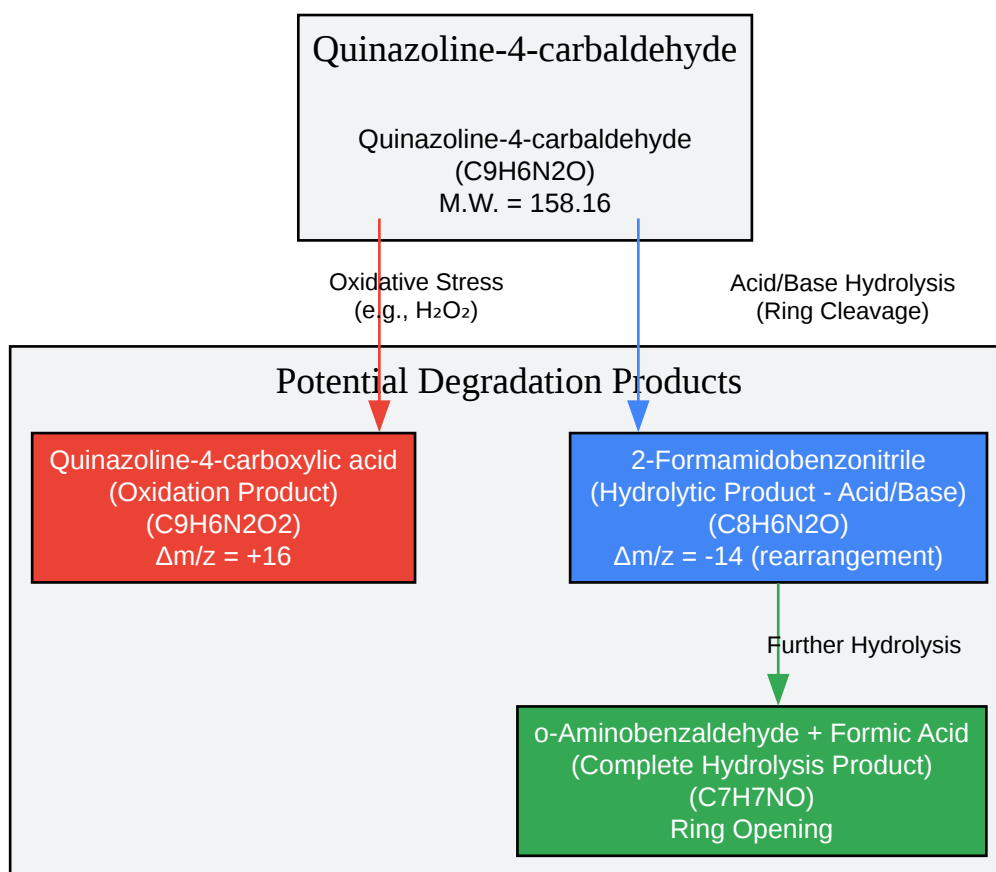 Quinazoline-4-carbaldehyde
Quinazoline-4-carbaldehyde
(C9H6N2O)
M.W. = 158.16
Oxidative Stress
(e.g., H₂O₂)
Acid/Base Hydrolysis
(Ring Cleavage)
Potential Degradation Products
Quinazoline-4-carboxylic acid
(Oxidation Product)
(C9H6N2O2)
Δm/z = +16
2-Formamidobenzonitrile
(Hydrolytic Product - Acid/Base)
(C8H6N2O)
Δm/z = -14 (rearrangement)
Further Hydrolysis
o-Aminobenzaldehyde + Formic Acid
(Complete Hydrolysis Product)
(C7H7NO)
Ring Opening